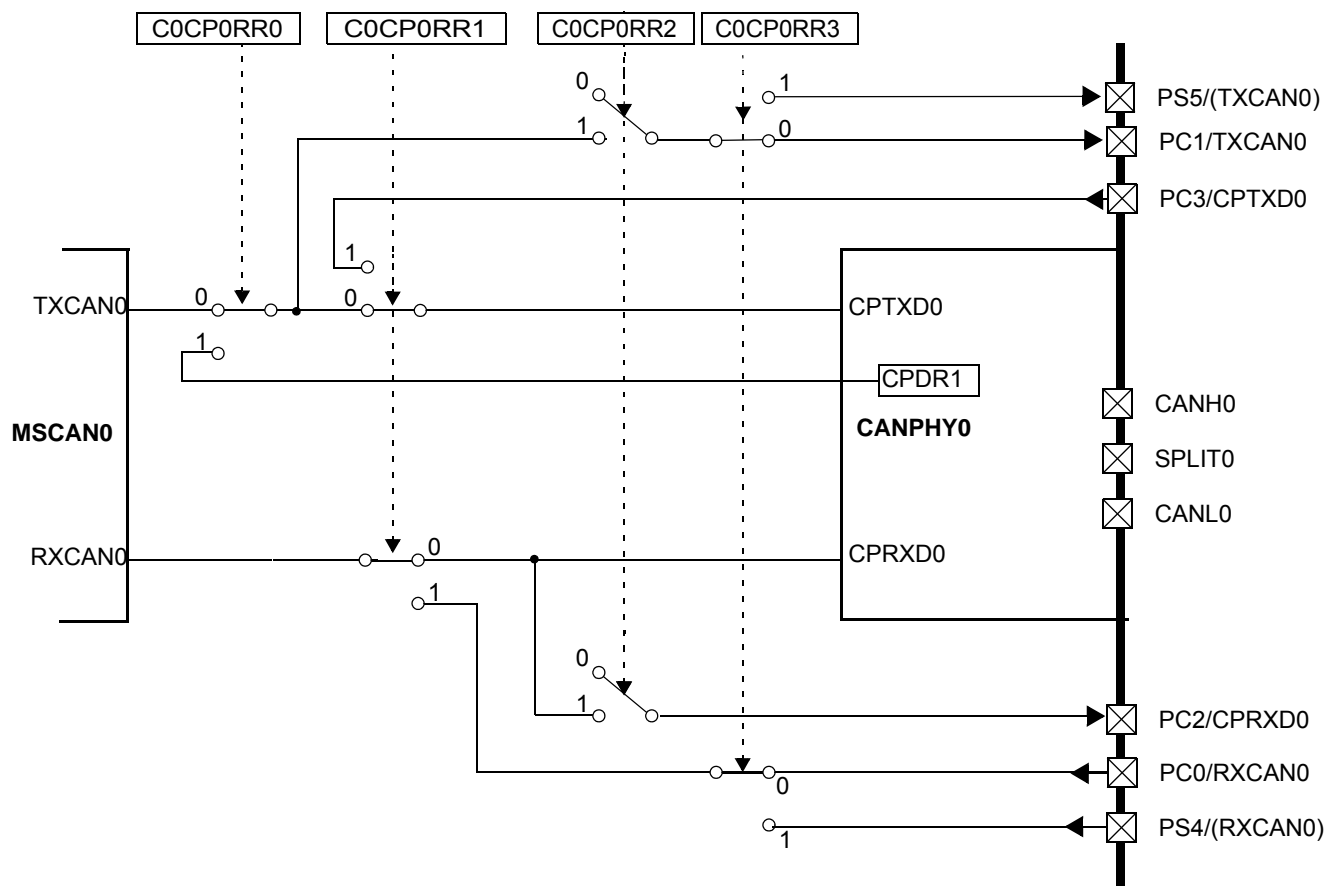 C0CP0RR0
C0CP0RR1
C0CP0RR2
C0CP0RR3
0
1
PS5/(TXCAN0)
1
0
PC1/TXCAN0
PC3/CPTXD0
1
TXCAN0
0
0
CPTXD0
1
CPDR1
CANH0
MSCAN0
CANPHY0
SPLIT0
CANL0
RXCAN0
0
CPRXD0
1
0
1
PC2/CPRXD0
0
PC0/RXCAN0
1
PS4/(RXCAN0)